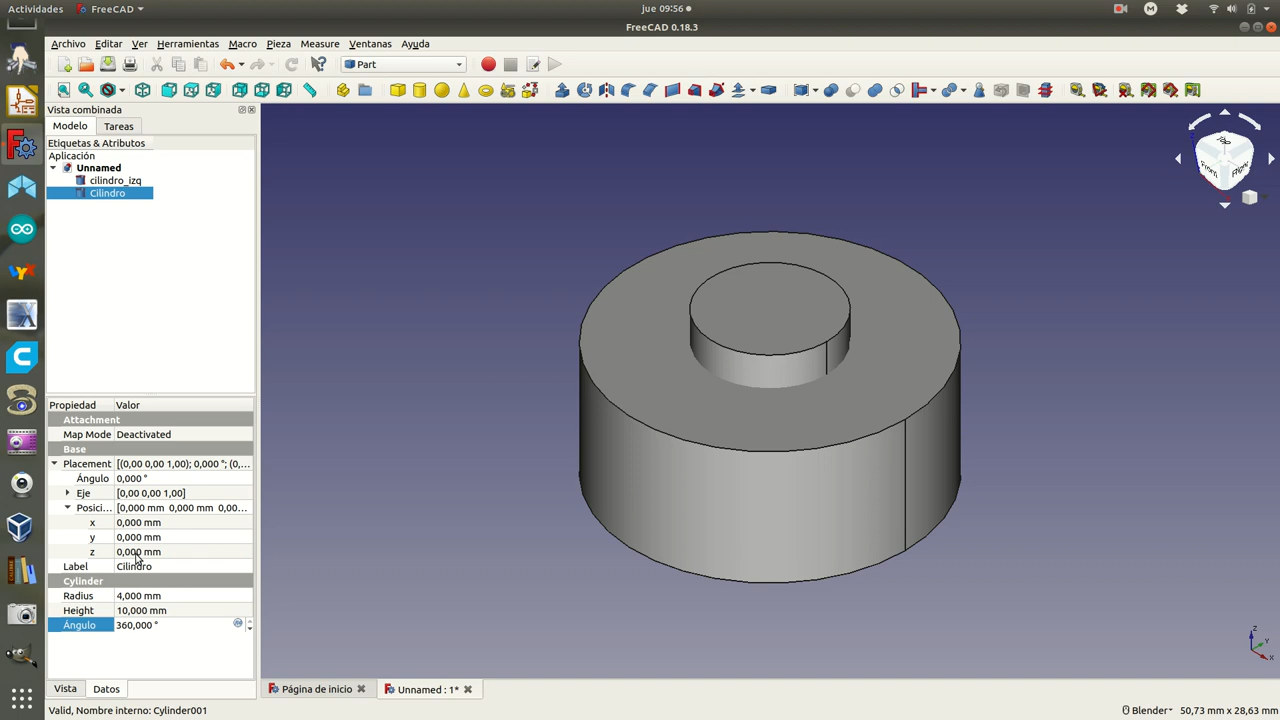 Actividades
FreeCAD
jue 09:56
FreeCAD 0.18.3
Archivo Editar Ver Herramientas Macro Pieza Measure Ventanas Ayuda
Part
Vista combinada
Modelo Tareas
Etiquetas & Atributos
Aplicación
Unnamed
cilindro_izq
Cilindro
Propiedad Valor
Attachment
Map Mode Deactivated
Base
Placement [(0,00 0,00 1,00); 0,000 °; (0,...
Ángulo 0,000 °
Eje [0,00 0,00 1,00]
Posici... [0,000 mm 0,000 mm 0,00...
x 0,000 mm
y 0,000 mm
z 0,000 mm
Label Cilindro
Cylinder
Radius 4,000 mm
Height 10,000 mm
Ángulo 360,000 °
Vista Datos
Página de inicio
Unnamed : 1*
Valid, Nombre interno: Cylinder001
Blender
50,73 mm x 28,63 mm
Front
Right
Z
Y
X